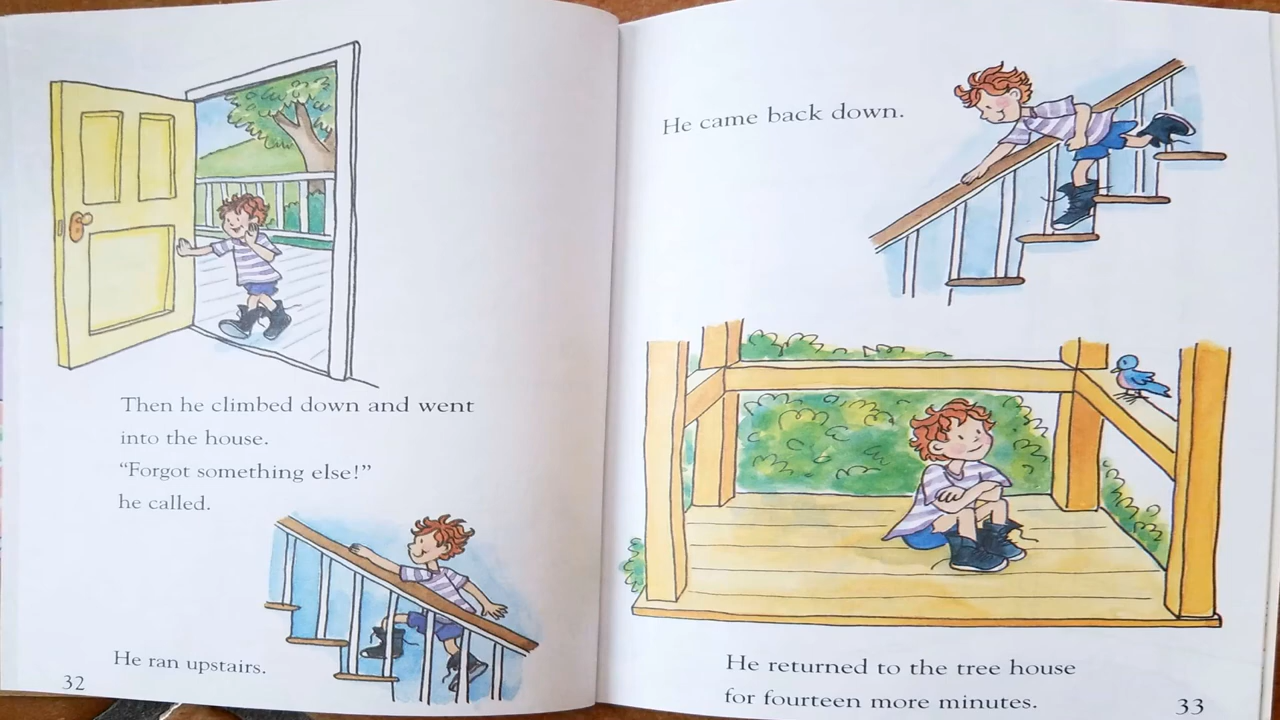 Then he climbed down and went
into the house.
“Forgot something else!”
he called.
He ran upstairs.
32
He came back down.
He returned to the tree house
for fourteen more minutes.
33